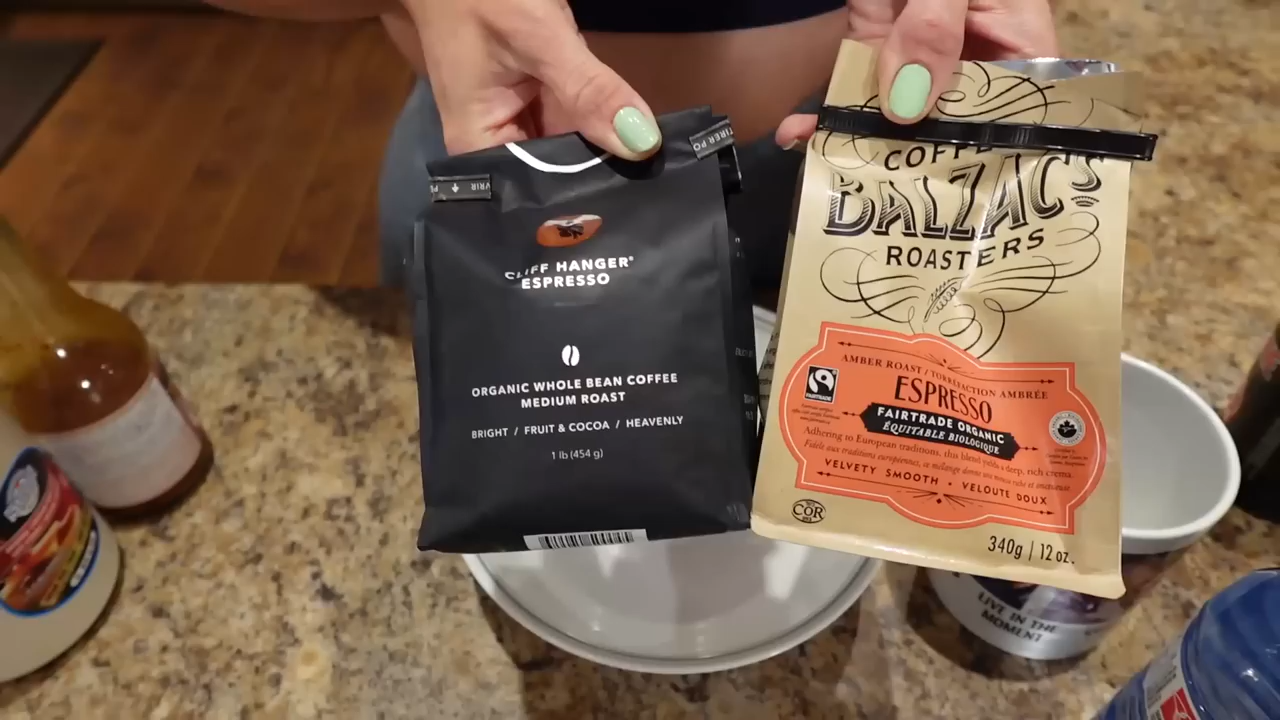 CLIFF HANGER®
ESPRESSO
ORGANIC WHOLE BEAN COFFEE
MEDIUM ROAST
BRIGHT / FRUIT & COCOA / HEAVENLY
1 lb (454 g)
BALZAC'S
ROASTERS
AMBER ROAST / TORRÉFACTION AMBRÉE
ESPRESSO
FAIRTRADE
FAIRTRADE ORGANIC
ÉQUITABLE BIOLOGIQUE
Adhering to European traditions, this blend yields a deep, rich crema.
VELVETY SMOOTH • VELOUTÉ DOUX
COR
340g | 12 oz.
LIVE IN THE
MOMENT